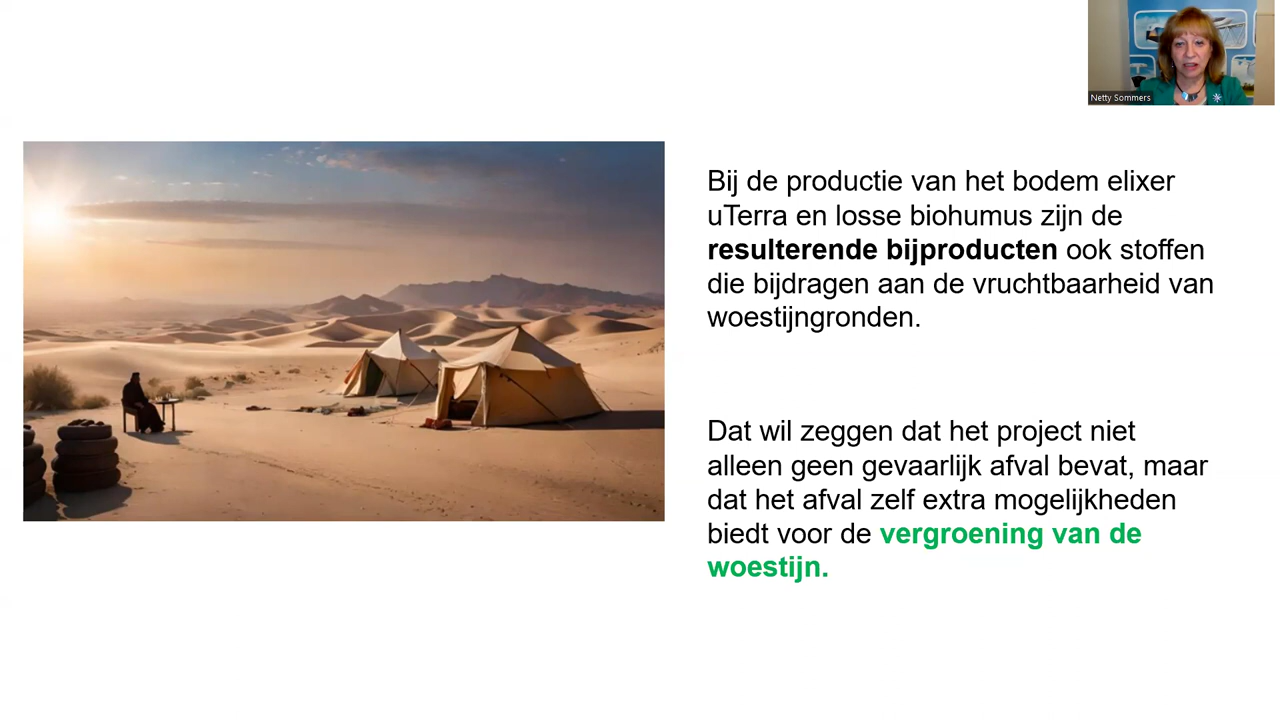 Netty Sommers
Bij de productie van het bodem elixer
uTerra en losse biohumus zijn de
resulterende bijproducten ook stoffen
die bijdragen aan de vruchtbaarheid van
woestijngronden.
Dat wil zeggen dat het project niet
alleen geen gevaarlijk afval bevat, maar
dat het afval zelf extra mogelijkheden
biedt voor de vergroening van de
woestijn.